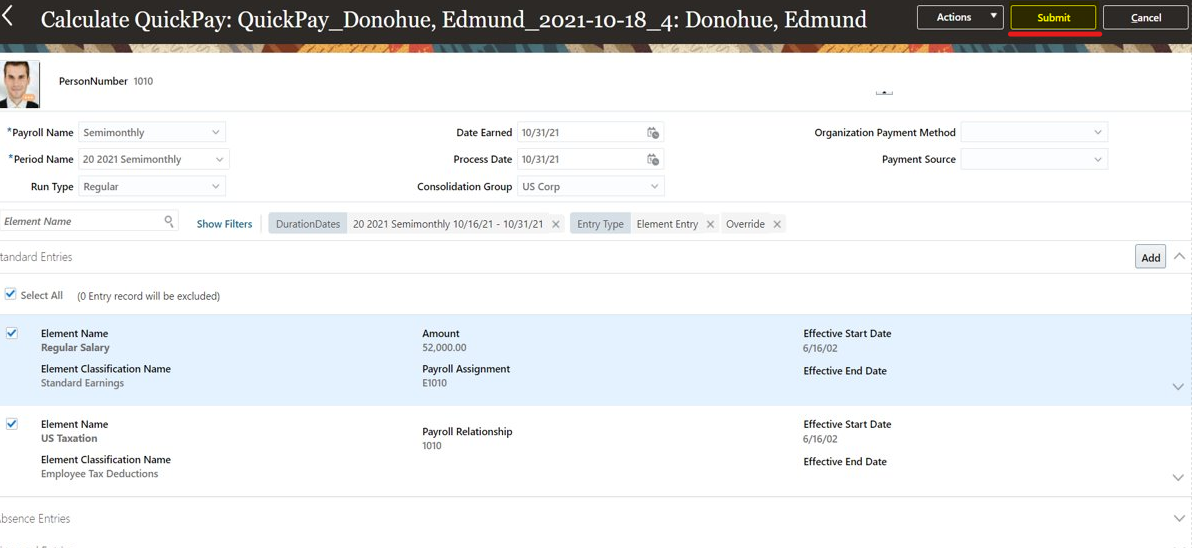 Calculate QuickPay: QuickPay_Donohue, Edmund_2021-10-18_4: Donohue, Edmund
Actions
Submit
Cancel
PersonNumber 1010
*Payroll Name Semimonthly
Date Earned 10/31/21
Organization Payment Method
*Period Name 20 2021 Semimonthly
Process Date 10/31/21
Payment Source
Run Type Regular
Consolidation Group US Corp
Element Name
Show Filters
DurationDates 20 2021 Semimonthly 10/16/21 - 10/31/21
Entry Type Element Entry
Override
tandard Entries
Add
Select All (0 Entry record will be excluded)
Element Name
Regular Salary
Amount
52,000.00
Effective Start Date
6/16/02
Element Classification Name
Standard Earnings
Payroll Assignment
E1010
Effective End Date
Element Name
US Taxation
Payroll Relationship
1010
Effective Start Date
6/16/02
Element Classification Name
Employee Tax Deductions
Effective End Date
bsence Entries